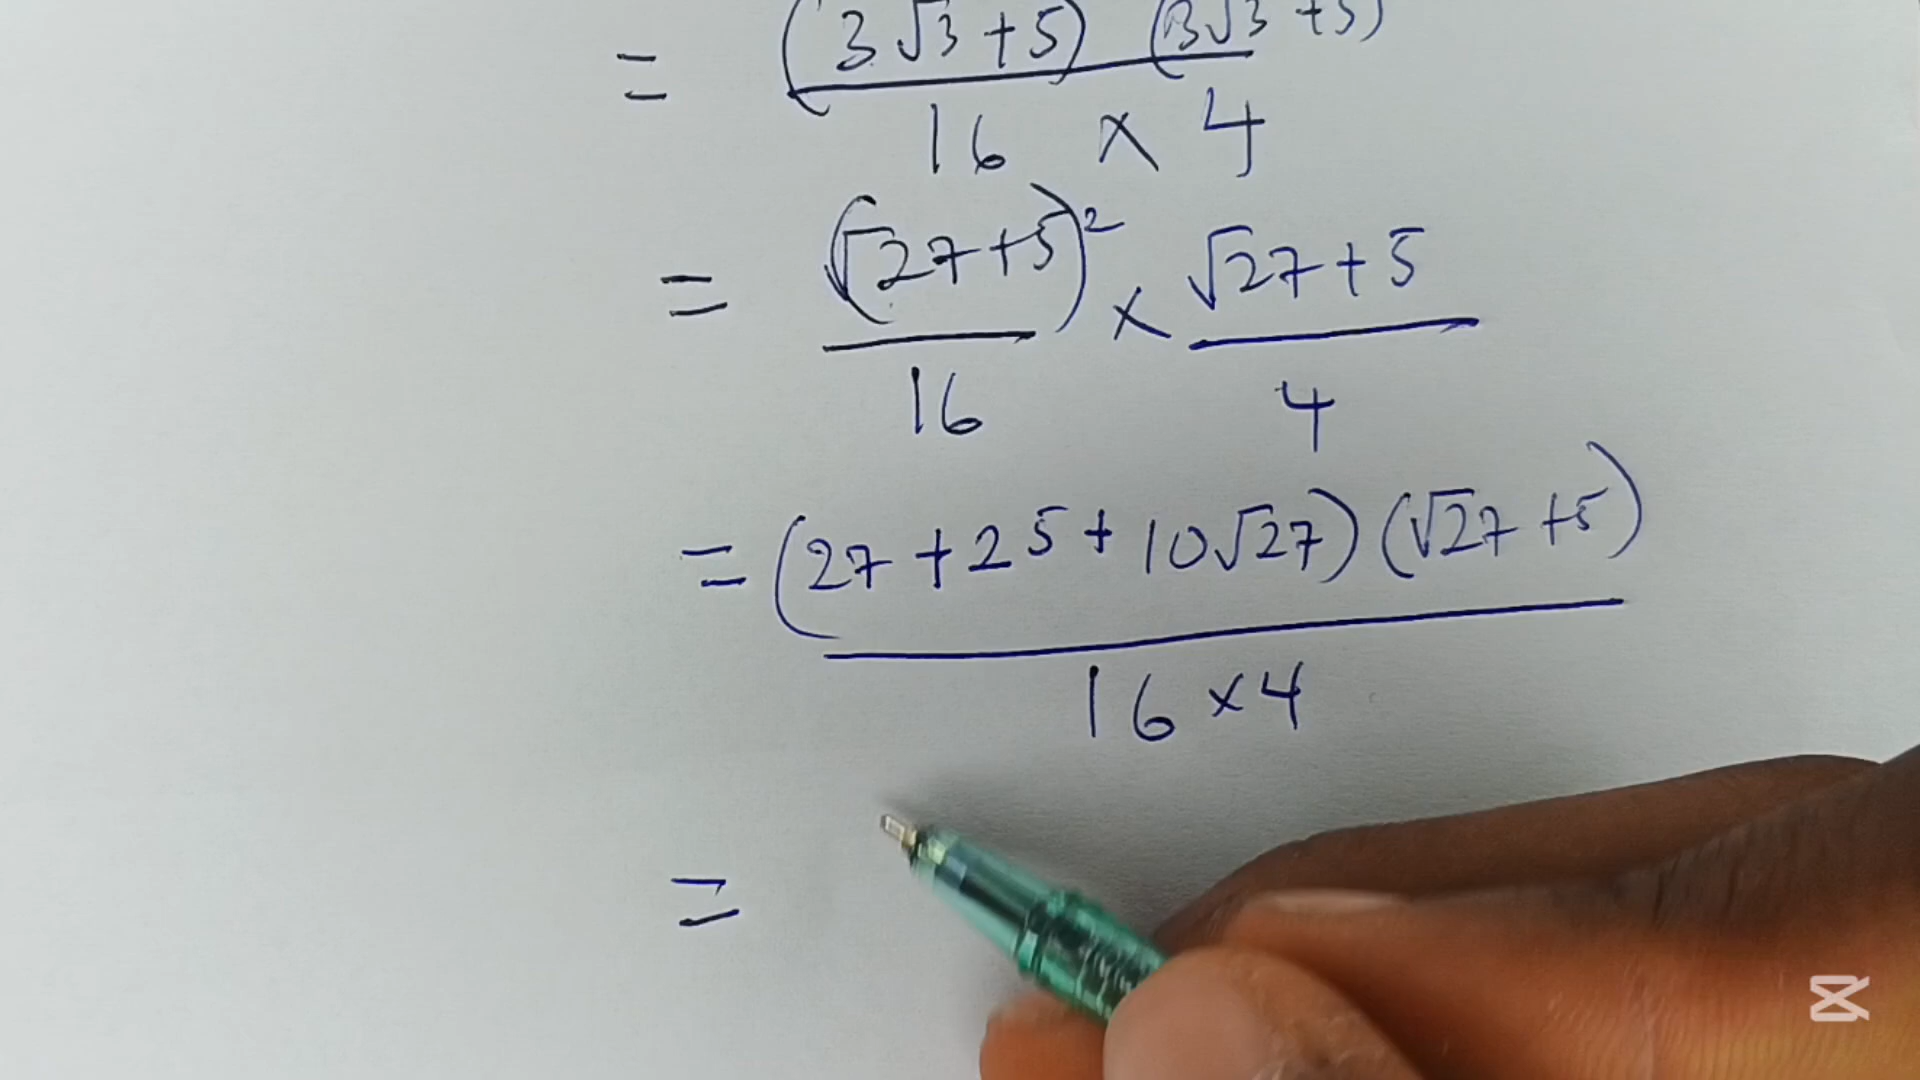 = (3√3+5) (3√3+5)
16 × 4
= (√27+5)² × √27+5
16 4
= (27+25+10√27)(√27+5)
16×4
=